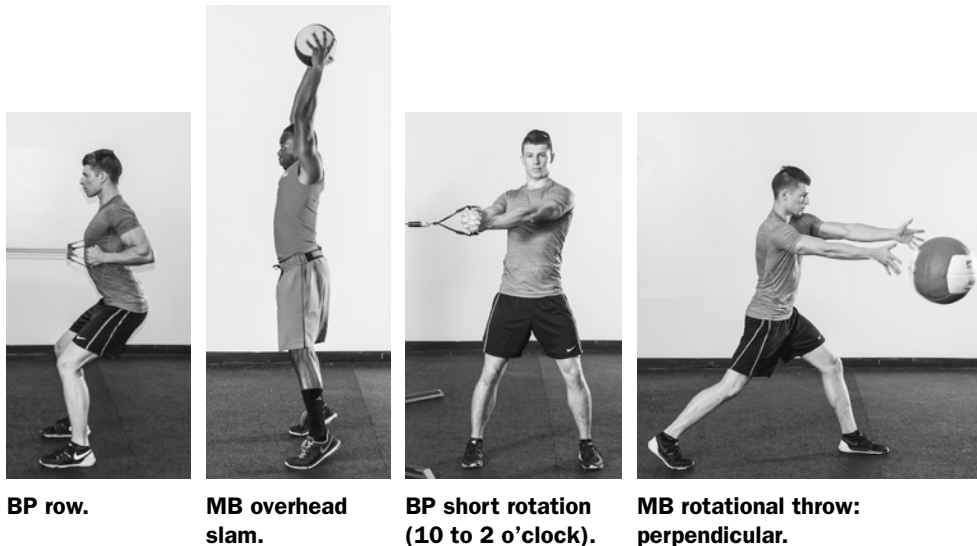 BP row.
MB overhead
slam.
BP short rotation
(10 to 2 o’clock).
MB rotational throw:
perpendicular.